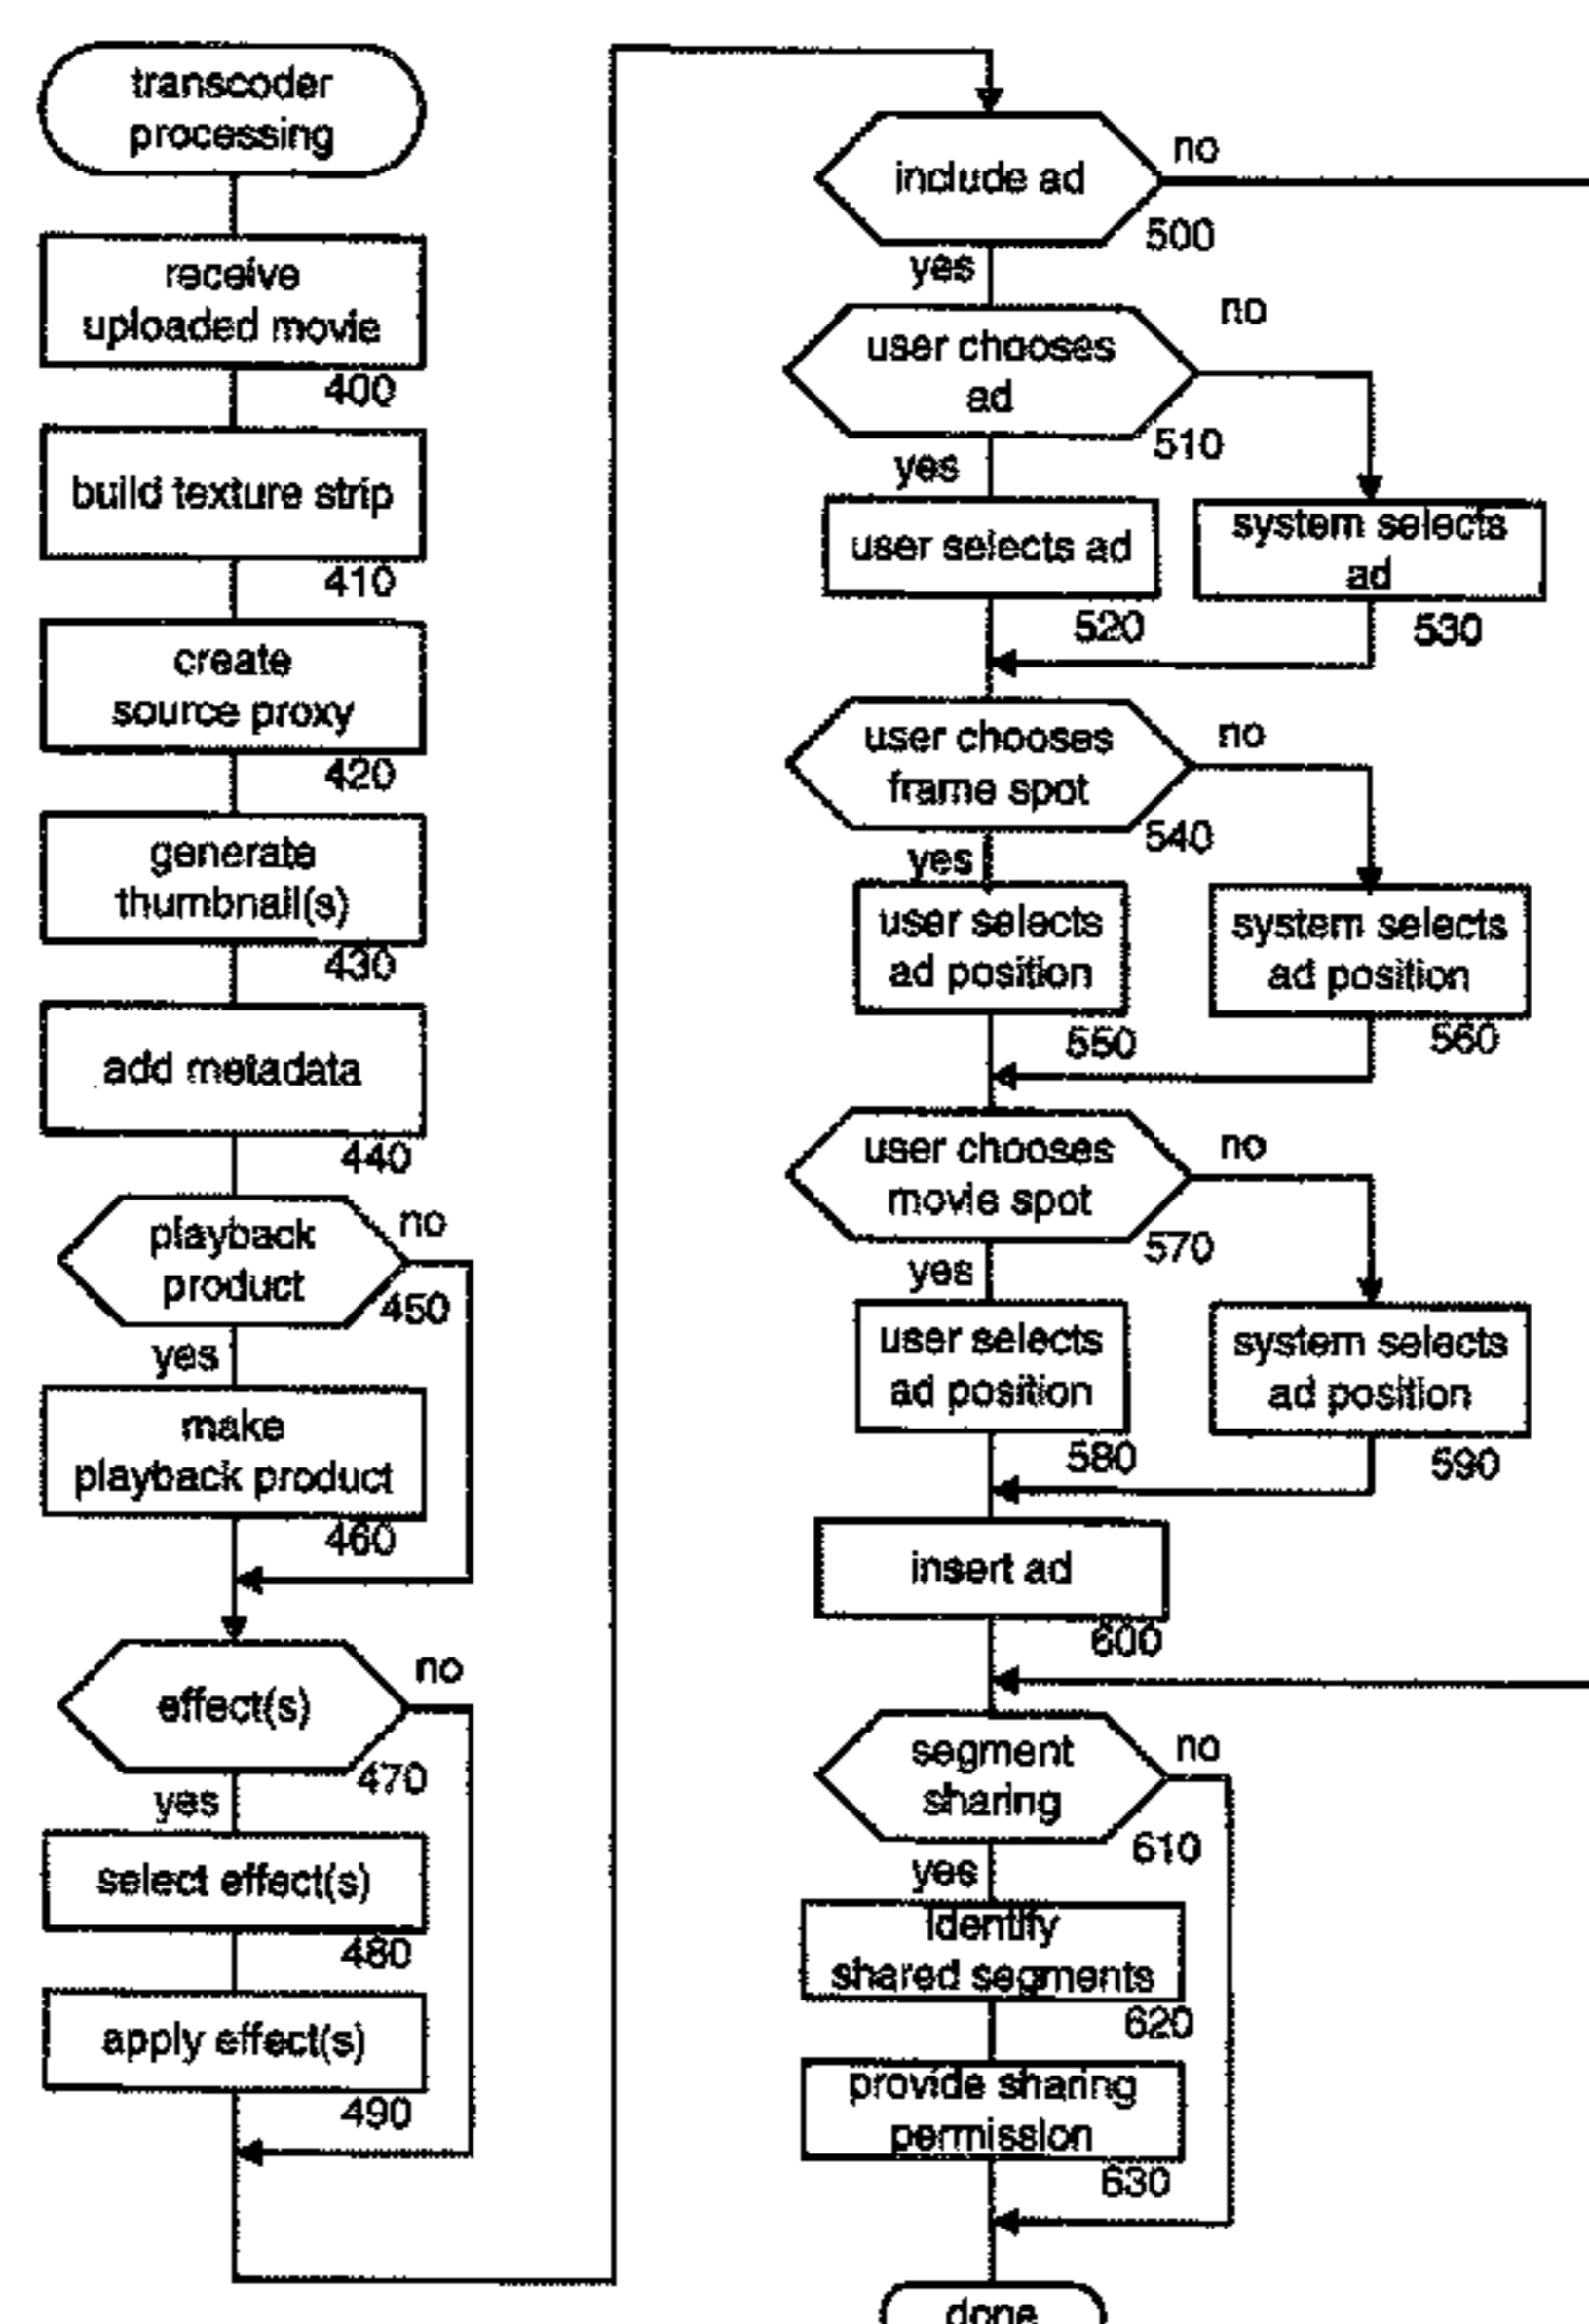 transcoder
processing
receive
uploaded movie
400
build texture strip
410
create
source proxy
420
generate
thumbnail(s)
430
add metadata
440
playback
product
no
450
yes
make
playback product
460
effect(s)
no
470
yes
select effect(s)
480
apply effect(s)
490
include ad
no
500
yes
user chooses
ad
no
510
yes
user selects ad
520
system selects
ad
530
user chooses
frame spot
no
540
yes
user selects
ad position
550
system selects
ad position
560
user chooses
movie spot
no
570
yes
user selects
ad position
580
system selects
ad position
590
insert ad
600
segment
sharing
no
610
yes
identify
shared segments
620
provide sharing
permission
630
done